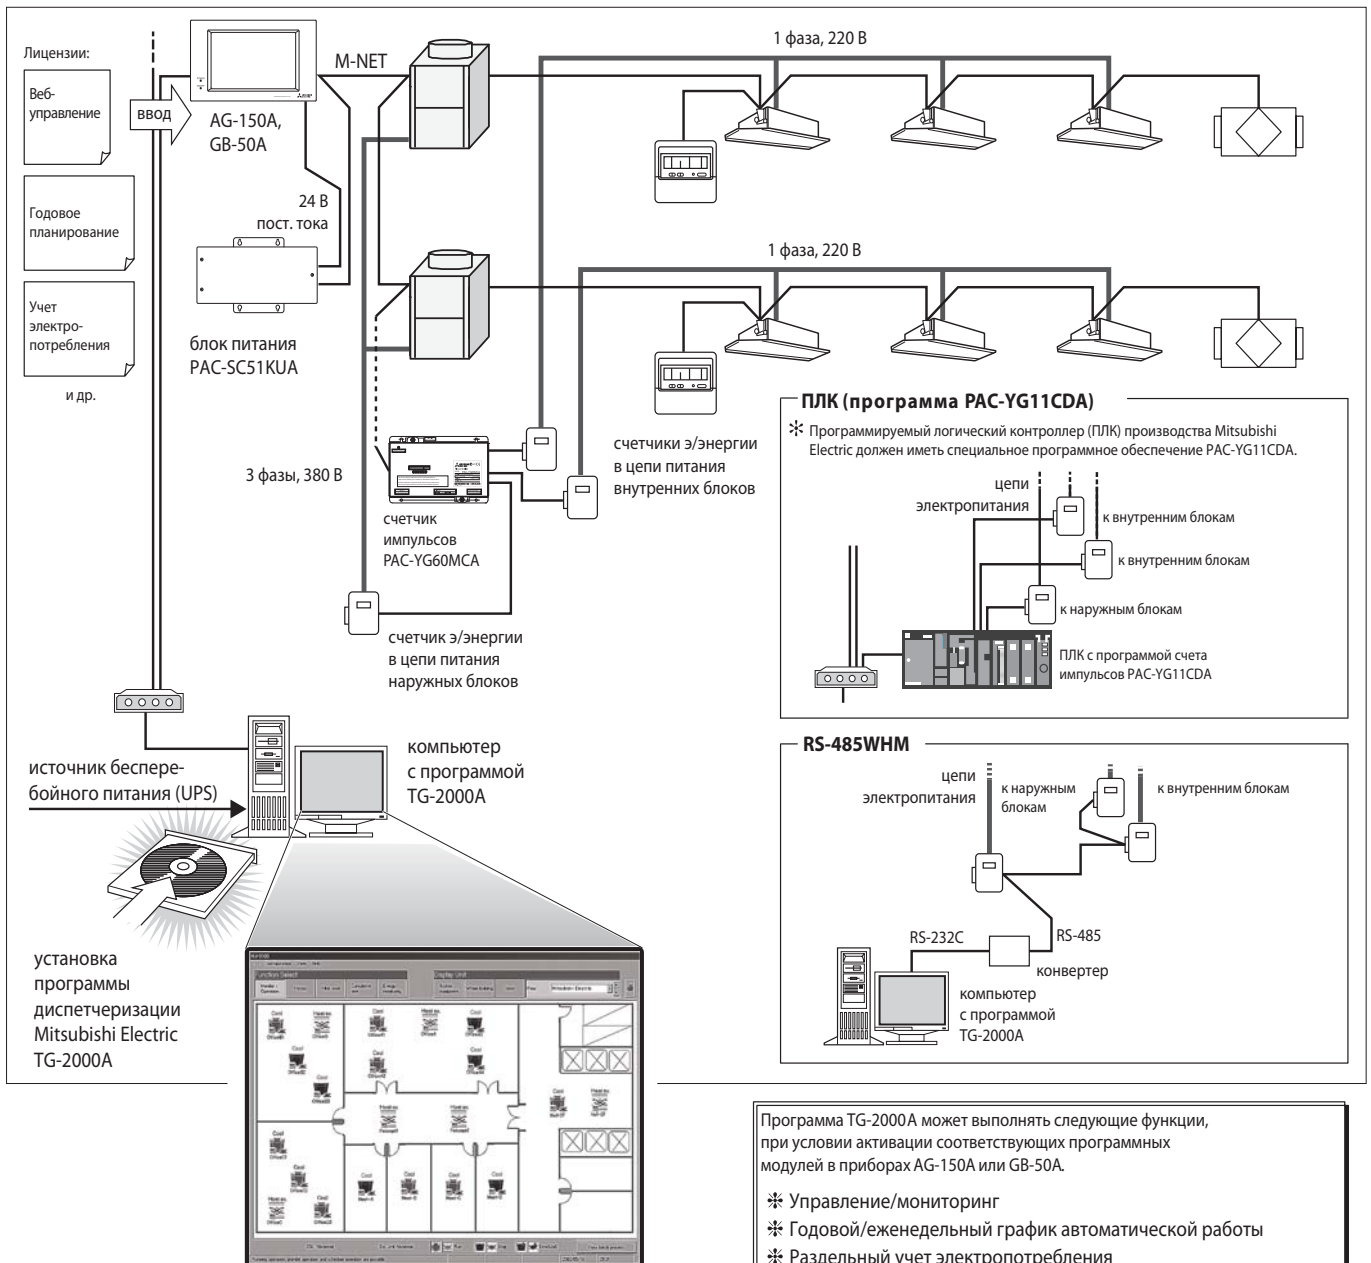 Лицензии:
Веб-
управление
Годовое
планирование
Учет
электро-
потребления
и др.
ввод
AG-150A,
GB-50A
M-NET
24 В
пост. тока
блок питания
PAC-SC51KUA
1 фаза, 220 В
1 фаза, 220 В
3 фазы, 380 В
счетчик
импульсов
PAC-YG60MCA
счетчики э/энергии
в цепи питания
внутренних блоков
счетчик э/энергии
в цепи питания
наружных блоков
источник беспере-
бойного питания (UPS)
компьютер
с программой
TG-2000A
установка
программы
диспетчеризации
Mitsubishi Electric
TG-2000A
Function Select
Display Unit
ПЛК (программа PAC-YG11CDA)
Программируемый логический контроллер (ПЛК) производства Mitsubishi
Electric должен иметь специальное программное обеспечение PAC-YG11CDA.
цепи
электропитания
к внутренним блокам
к внутренним блокам
к наружным блокам
ПЛК с программой счета
импульсов PAC-YG11CDA
RS-485WHM
цепи
электропитания
к наружным
блокам
к внутренним блокам
RS-232C
RS-485
конвертер
компьютер
с программой
TG-2000A
Программа TG-2000A может выполнять следующие функции,
при условии активации соответствующих программных
модулей в приборах AG-150A или GB-50A.
Управление/мониторинг
Годовой/еженедельный график автоматической работы
Раздельный учет электропотребления